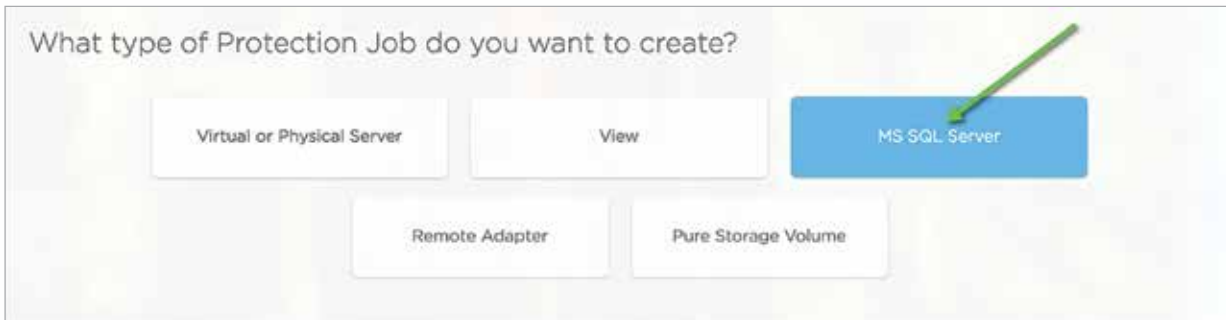 What type of Protection Job do you want to create?
Virtual or Physical Server
View
MS SQL Server
Remote Adapter
Pure Storage Volume